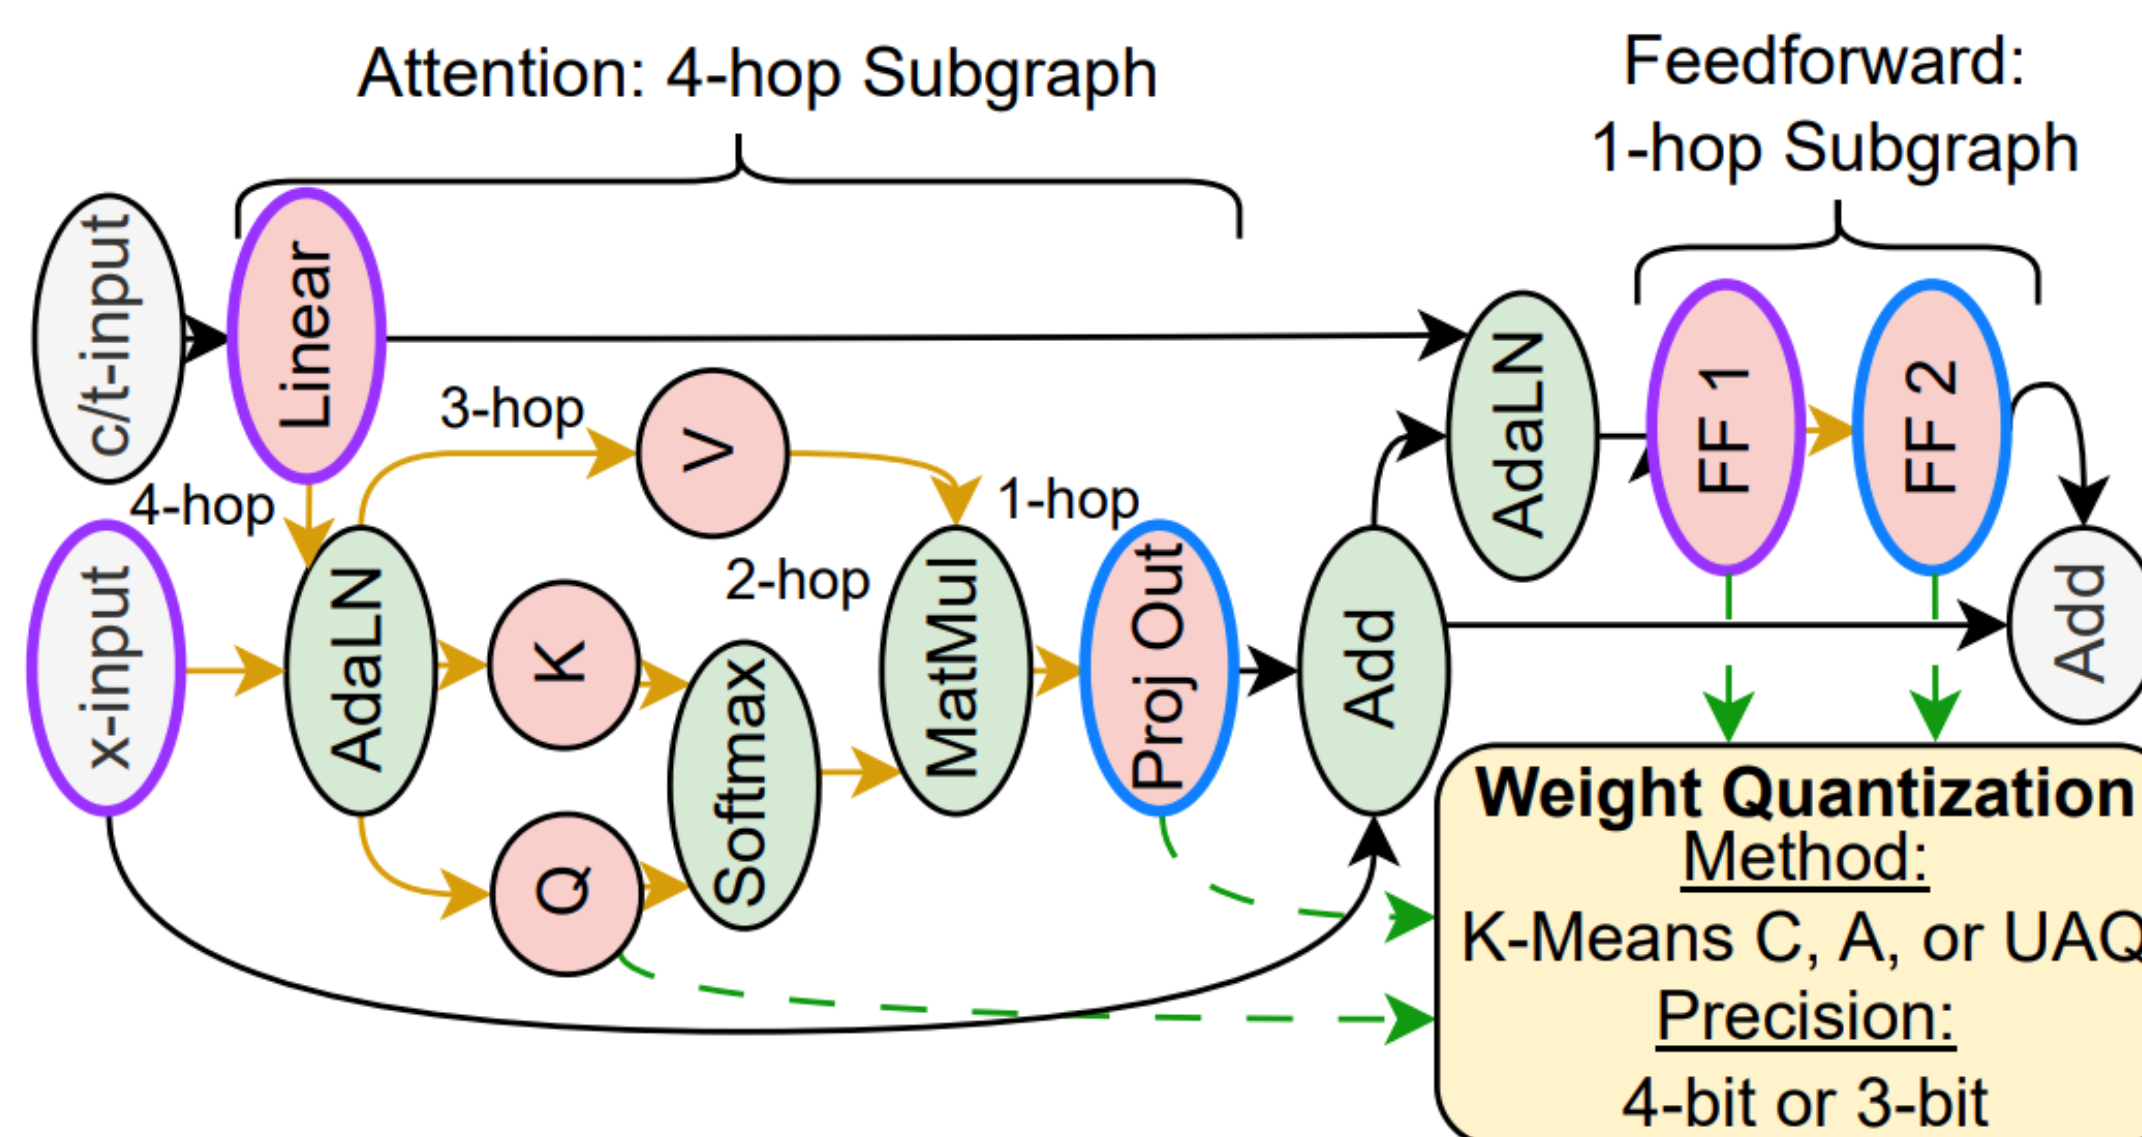 Attention: 4-hop Subgraph
Feedforward:
1-hop Subgraph
c/t-input
Linear
3-hop
V
4-hop
1-hop
2-hop
x-input
AdaLN
K
Q
Softmax
MatMul
Proj Out
Add
AdaLN
FF 1
FF 2
Add
Weight Quantization
Method:
K-Means C, A, or UAQ
Precision:
4-bit or 3-bit